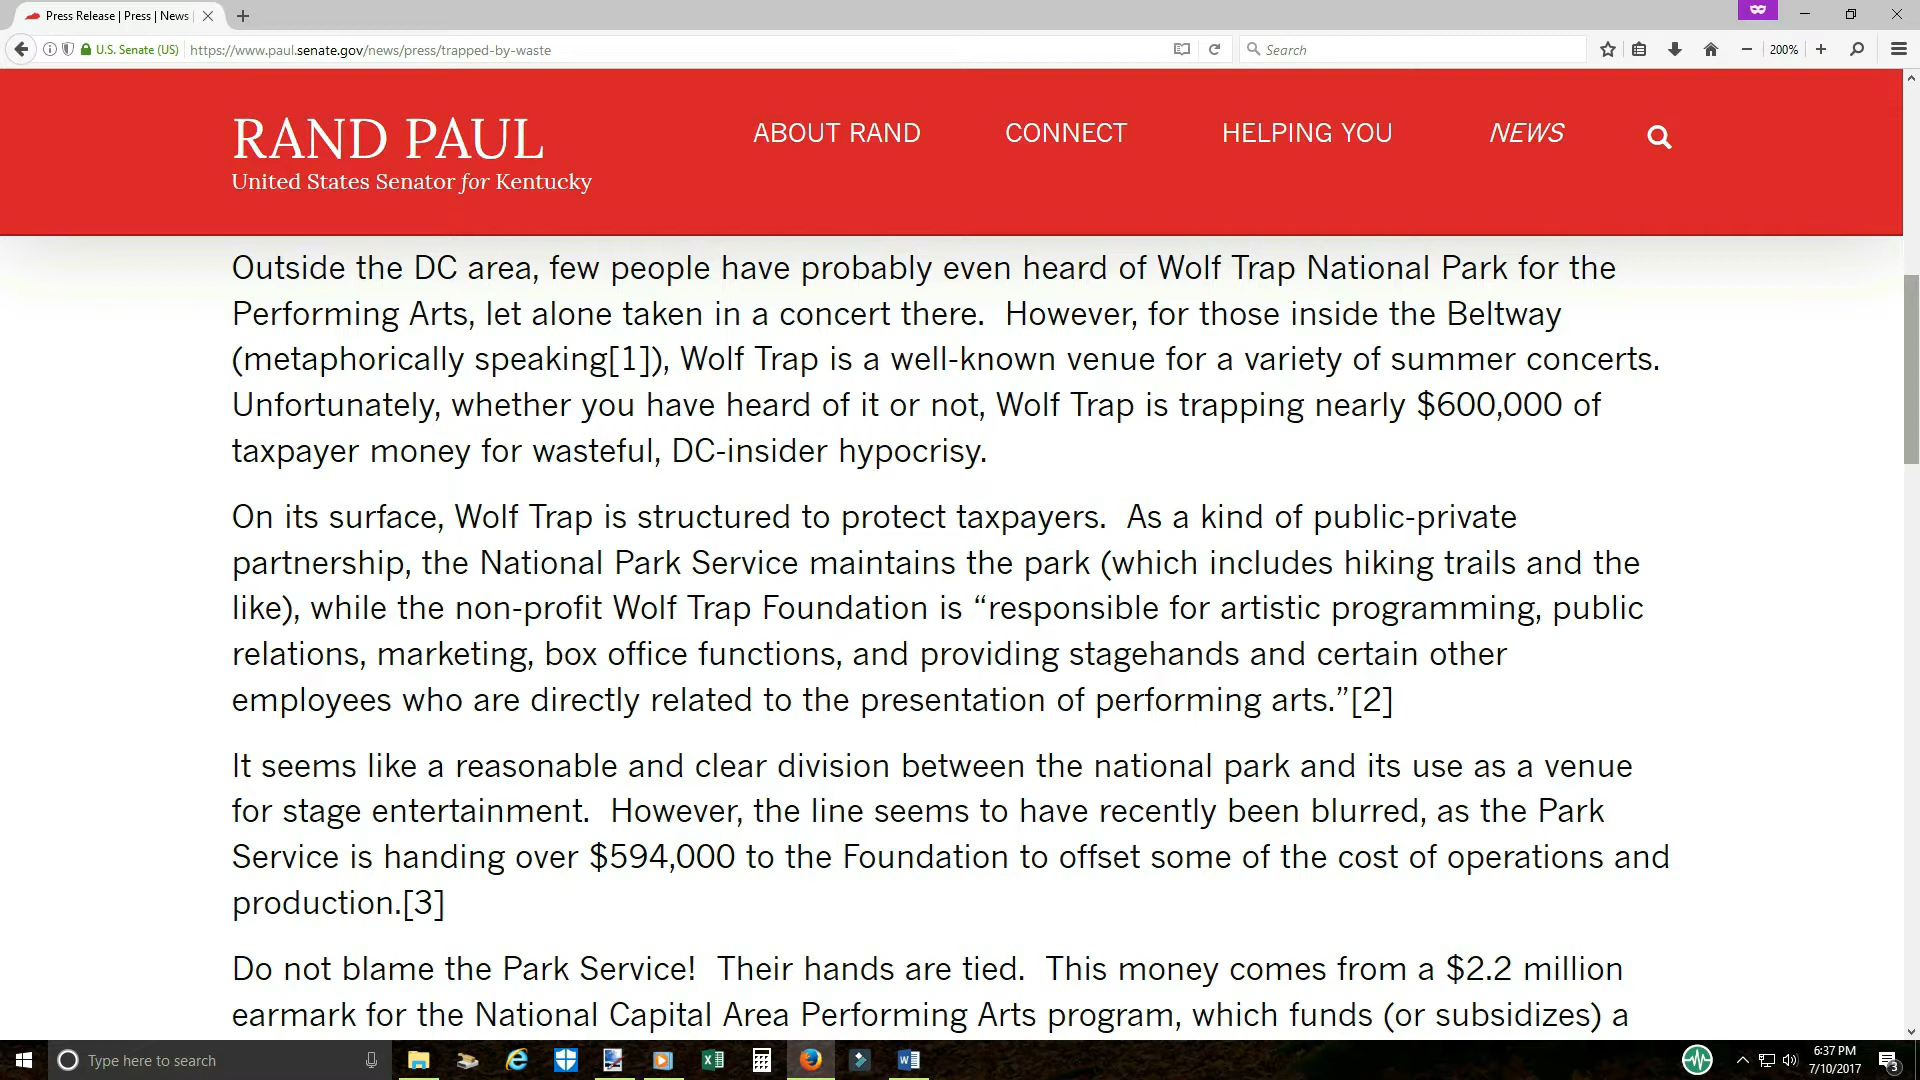 Press Release | Press | News
U.S. Senate (US)
https://www.paul.senate.gov/news/press/trapped-by-waste
Search
200%
RAND PAUL
United States Senator for Kentucky
ABOUT RAND
CONNECT
HELPING YOU
NEWS
Outside the DC area, few people have probably even heard of Wolf Trap National Park for the
Performing Arts, let alone taken in a concert there.  However, for those inside the Beltway
(metaphorically speaking[1]), Wolf Trap is a well-known venue for a variety of summer concerts.
Unfortunately, whether you have heard of it or not, Wolf Trap is trapping nearly $600,000 of
taxpayer money for wasteful, DC-insider hypocrisy.
On its surface, Wolf Trap is structured to protect taxpayers.  As a kind of public-private
partnership, the National Park Service maintains the park (which includes hiking trails and the
like), while the non-profit Wolf Trap Foundation is “responsible for artistic programming, public
relations, marketing, box office functions, and providing stagehands and certain other
employees who are directly related to the presentation of performing arts.”[2]
It seems like a reasonable and clear division between the national park and its use as a venue
for stage entertainment.  However, the line seems to have recently been blurred, as the Park
Service is handing over $594,000 to the Foundation to offset some of the cost of operations and
production.[3]
Do not blame the Park Service!  Their hands are tied.  This money comes from a $2.2 million
earmark for the National Capital Area Performing Arts program, which funds (or subsidizes) a
Type here to search
6:37 PM
7/10/2017
3